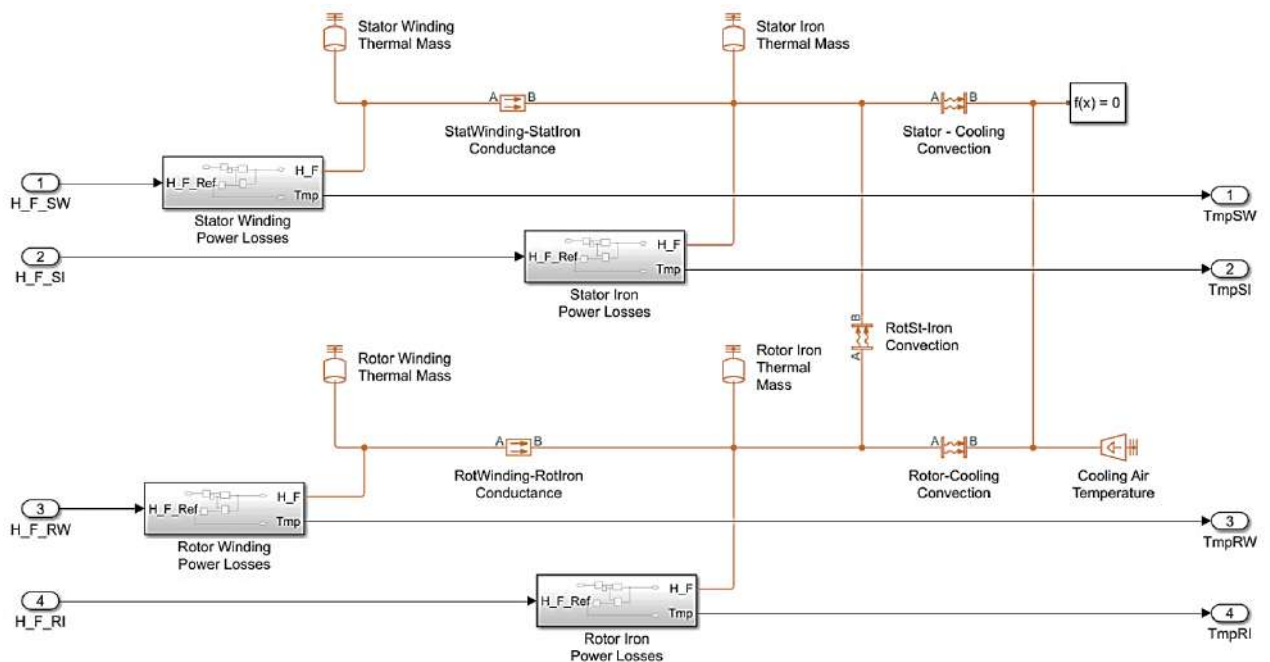 Stator Winding
Thermal Mass
Stator Iron
Thermal Mass
A
B
StatWinding-StatIron
Conductance
A
B
Stator - Cooling
Convection
f(x) = 0
1
H_F_SW
H_F_Ref
H_F
Tmp
Stator Winding
Power Losses
1
TmpSW
2
H_F_SI
H_F_Ref
H_F
Tmp
Stator Iron
Power Losses
2
TmpSI
B
A
RotSt-Iron
Convection
Rotor Winding
Thermal Mass
Rotor Iron
Thermal
Mass
A
B
RotWinding-RotIron
Conductance
A
B
Rotor-Cooling
Convection
Cooling Air
Temperature
3
H_F_RW
H_F_Ref
H_F
Tmp
Rotor Winding
Power Losses
3
TmpRW
4
H_F_RI
H_F_Ref
H_F
Tmp
Rotor Iron
Power Losses
4
TmpRI